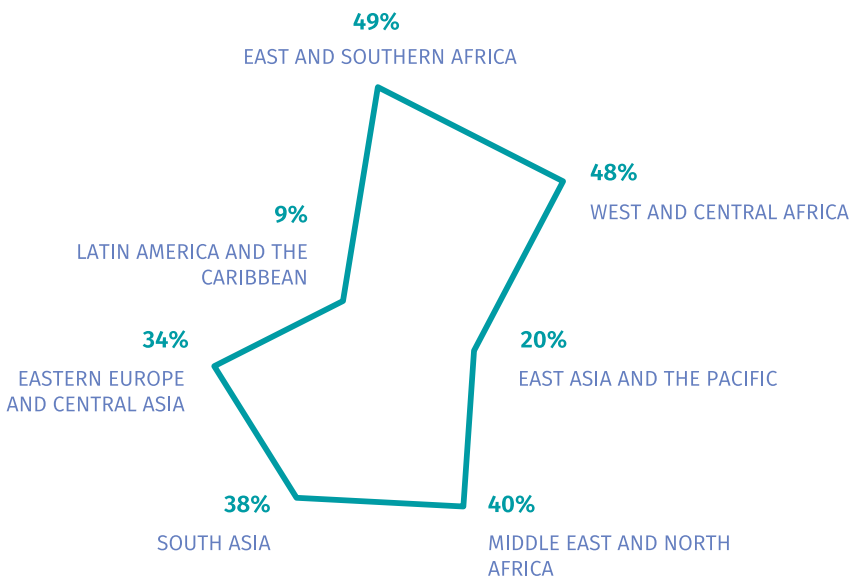 49%
EAST AND SOUTHERN AFRICA
48%
WEST AND CENTRAL AFRICA
9%
LATIN AMERICA AND THE
CARIBBEAN
20%
EAST ASIA AND THE PACIFIC
34%
EASTERN EUROPE
AND CENTRAL ASIA
38%
SOUTH ASIA
40%
MIDDLE EAST AND NORTH
AFRICA